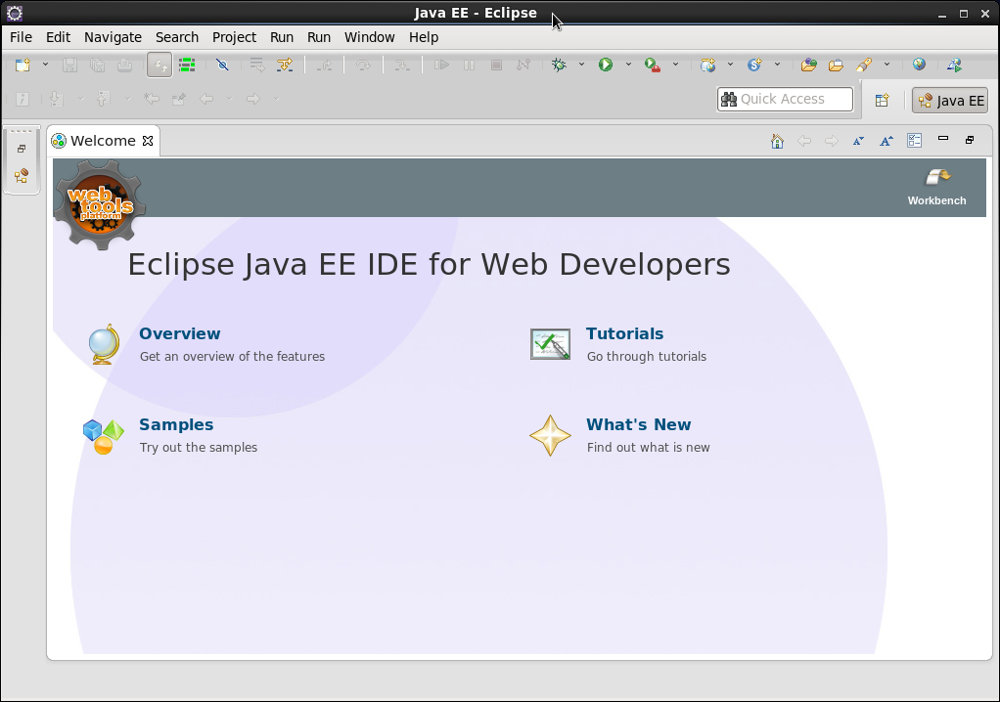 Java EE - Eclipse
File Edit Navigate Search Project Run Run Window Help
Quick Access
Java EE
Welcome
web
tools
platform
Workbench
Eclipse Java EE IDE for Web Developers
Overview
Get an overview of the features
Tutorials
Go through tutorials
Samples
Try out the samples
What's New
Find out what is new